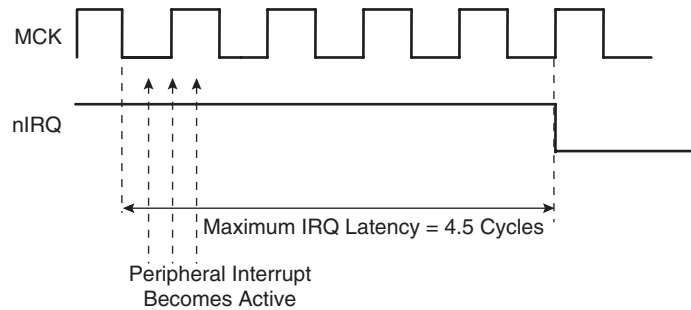 MCK
nIRQ
Maximum IRQ Latency = 4.5 Cycles
Peripheral Interrupt
Becomes Active